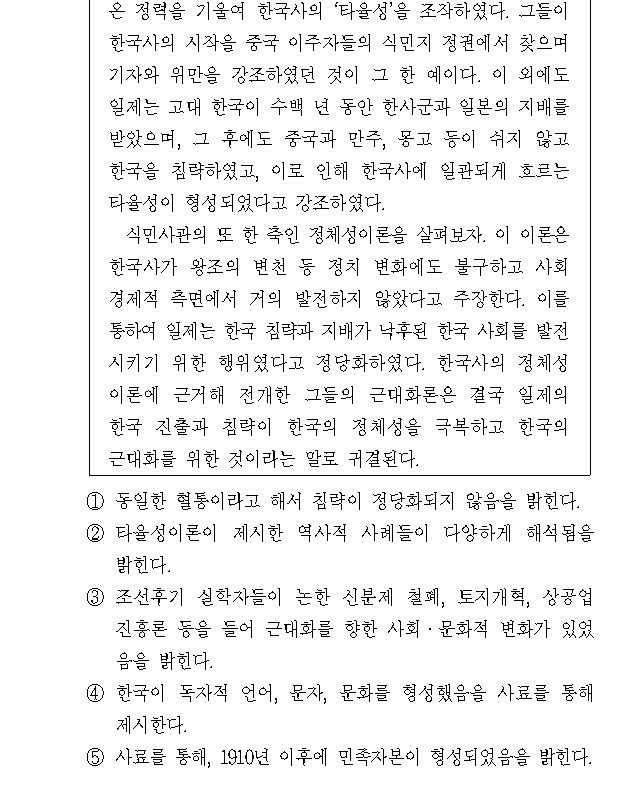 온 정력을 기울여 한국사의 '타율성'을 조작하였다. 그들이
한국사의 시작을 중국 이주자들의 식민지 정권에서 찾으며
기자와 위만을 강조하였던 것이 그 한 예이다. 이 외에도
일제는 고대 한국이 수백 년 동안 한사군과 일본의 지배를
받았으며, 그 후에도 중국과 만주, 몽고 등이 쉬지 않고
한국을 침략하였고, 이로 인해 한국사에 일관되게 흐르는
타율성이 형성되었다고 강조하였다.
식민사관의 또 한 축인 정체성이론을 살펴보자. 이 이론은
한국사가 왕조의 변천 등 정치 변화에도 불구하고 사회
경제적 측면에서 거의 발전하지 않았다고 주장한다. 이를
통하여 일제는 한국 침략과 지배가 낙후된 한국 사회를 발전
시키기 위한 행위였다고 정당화하였다. 한국사의 정체성
이론에 근거해 전개한 그들의 근대화론은 결국 일제의
한국 진출과 침략이 한국의 정체성을 극복하고 한국의
근대화를 위한 것이라는 말로 귀결된다.
① 동일한 혈통이라고 해서 침략이 정당화되지 않음을 밝힌다.
② 타율성이론이 제시한 역사적 사례들이 다양하게 해석됨을
밝힌다.
③ 조선후기 실학자들이 논한 신분제 철폐, 토지개혁, 상공업
진흥론 등을 들어 근대화를 향한 사회·문화적 변화가 있었
음을 밝힌다.
④ 한국이 독자적 언어, 문자, 문화를 형성했음을 사료를 통해
제시한다.
⑤ 사료를 통해, 1910년 이후에 민족자본이 형성되었음을 밝힌다.